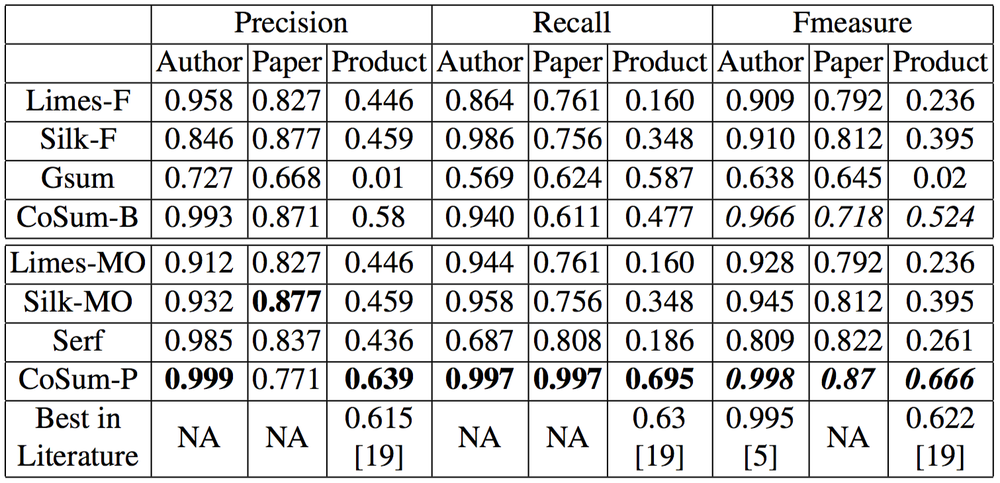 Precision Recall Fmeasure
Author Paper Product Author Paper Product Author Paper Product
Limes-F 0.958 0.827 0.446 0.864 0.761 0.160 0.909 0.792 0.236
Silk-F 0.846 0.877 0.459 0.986 0.756 0.348 0.910 0.812 0.395
Gsum 0.727 0.668 0.01 0.569 0.624 0.587 0.638 0.645 0.02
CoSum-B 0.993 0.871 0.58 0.940 0.611 0.477 0.966 0.718 0.524
Limes-MO 0.912 0.827 0.446 0.944 0.761 0.160 0.928 0.792 0.236
Silk-MO 0.932 0.877 0.459 0.958 0.756 0.348 0.945 0.812 0.395
Serf 0.985 0.837 0.436 0.687 0.808 0.186 0.809 0.822 0.261
CoSum-P 0.999 0.771 0.639 0.997 0.997 0.695 0.998 0.87 0.666
Best in 0.615 0.63 0.995 0.622
NA NA NA NA NA
Literature [19] [19] [5] [19]